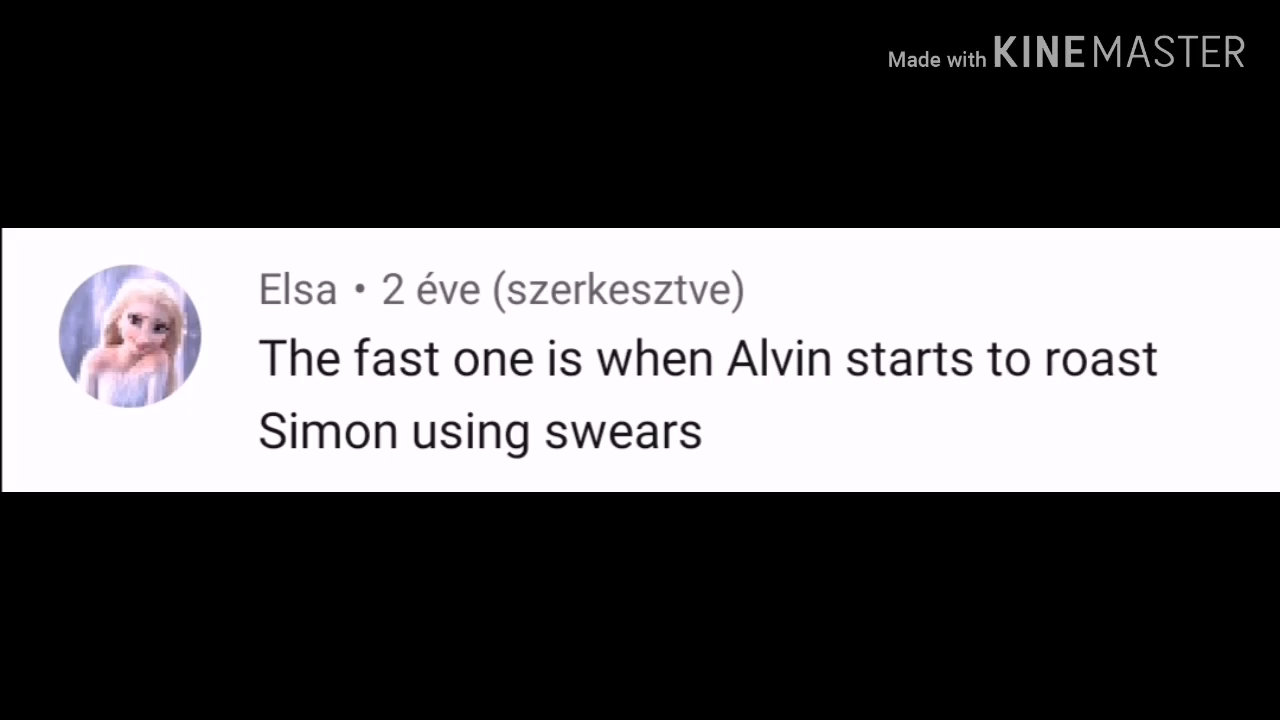 Made with KINEMASTER
Elsa • 2 éve (szerkesztve)
The fast one is when Alvin starts to roast
Simon using swears